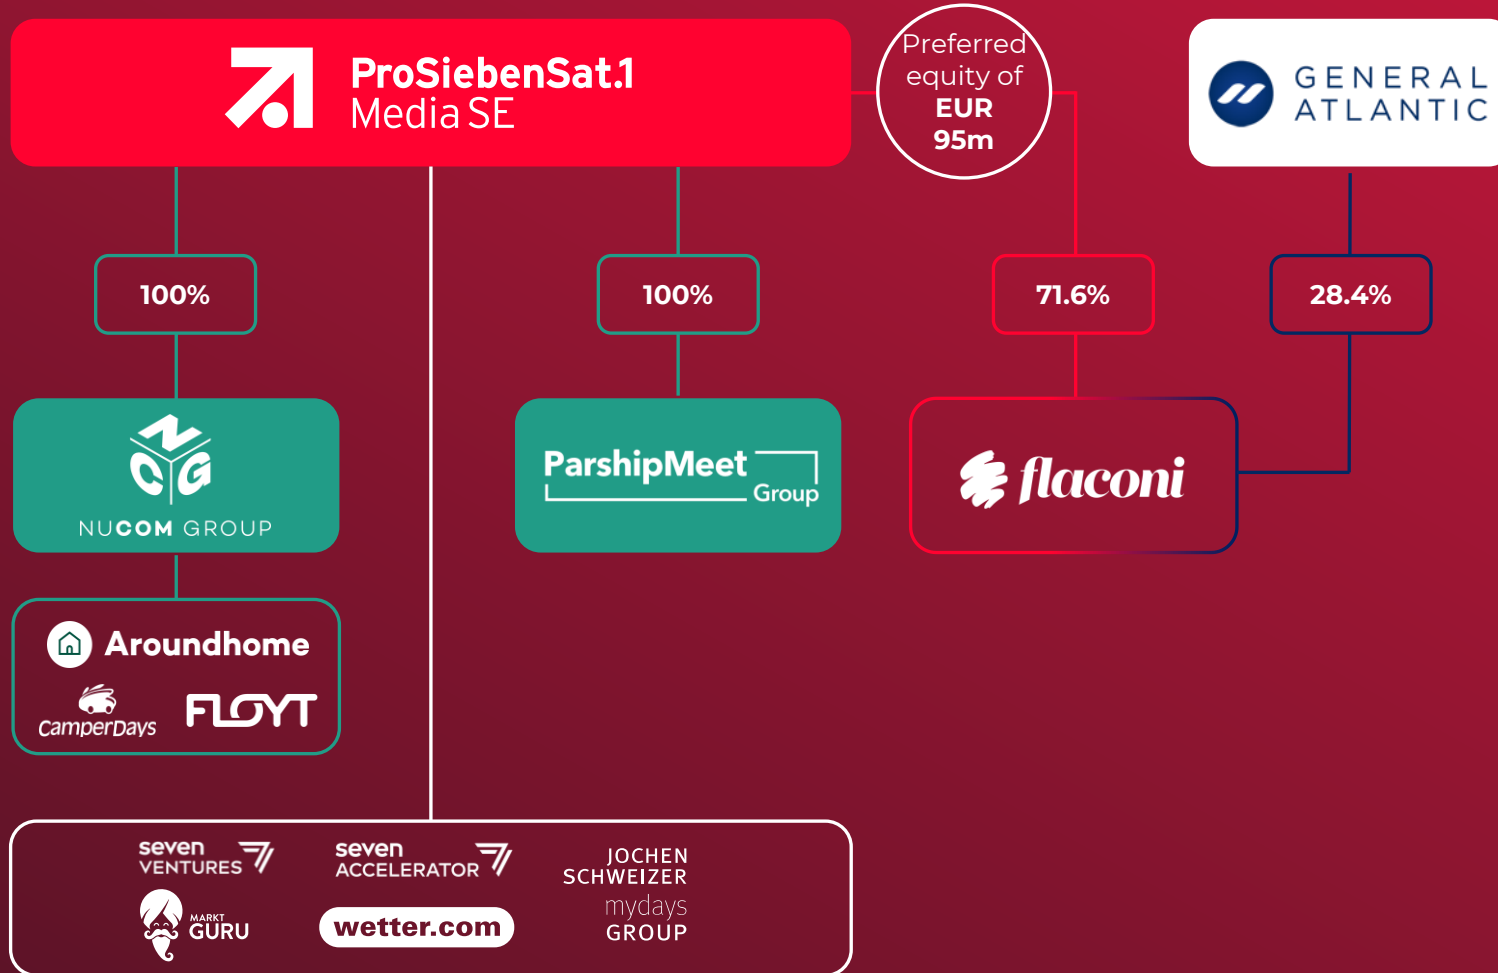 ProSiebenSat.1
Media SE
Preferred
equity of
EUR
95m
GENERAL
ATLANTIC
100%
100%
71.6%
28.4%
NCG
NUCOM GROUP
ParshipMeet
Group
flaconi
Aroundhome
CamperDays
FLOYT
seven
VENTURES
seven
ACCELERATOR
JOCHEN
SCHWEIZER
mydays
GROUP
MARKT
GURU
wetter.com